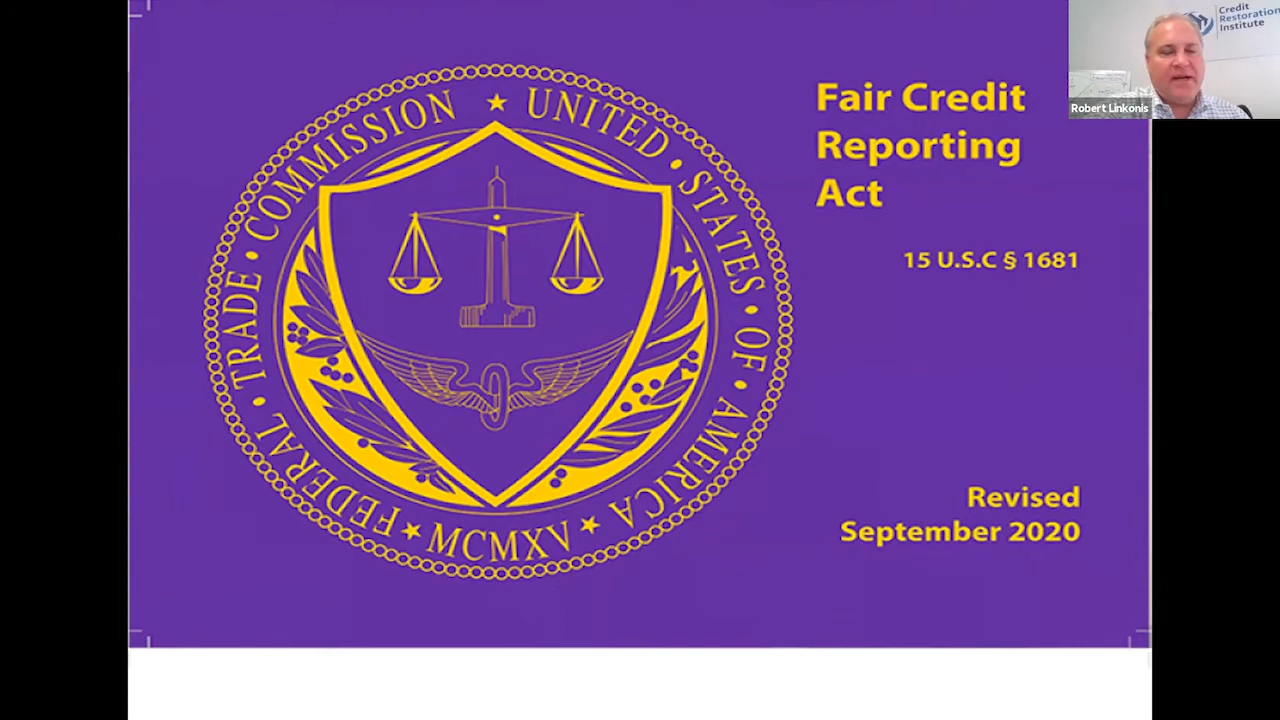 FEDERAL • TRADE • COMMISSION ★ UNITED • STATES • OF • AMERICA
★ MCMXV ★
Fair Credit
Reporting
Act
15 U.S.C § 1681
Revised
September 2020
Credit
Restoration
Institute
Robert Linkonis